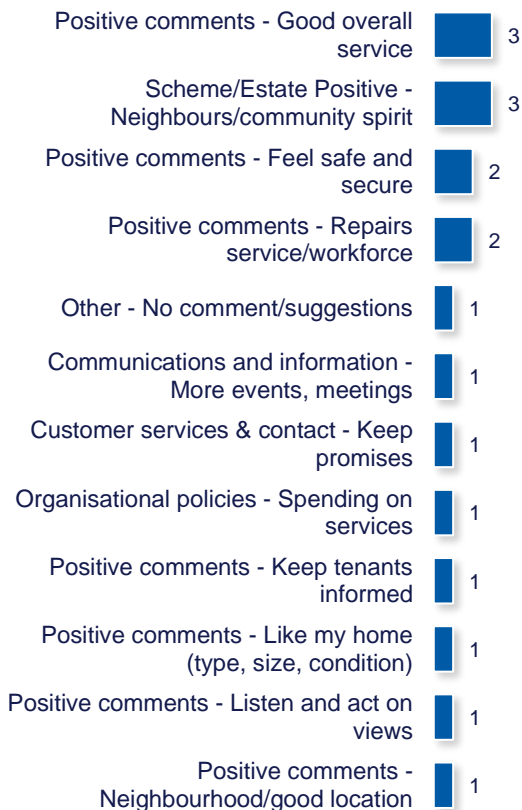 Positive comments - Good overall
service
3
Scheme/Estate Positive -
Neighbours/community spirit
3
Positive comments - Feel safe and
secure
2
Positive comments - Repairs
service/workforce
2
Other - No comment/suggestions
1
Communications and information -
More events, meetings
1
Customer services & contact - Keep
promises
1
Organisational policies - Spending on
services
1
Positive comments - Keep tenants
informed
1
Positive comments - Like my home
(type, size, condition)
1
Positive comments - Listen and act on
views
1
Positive comments -
Neighbourhood/good location
1